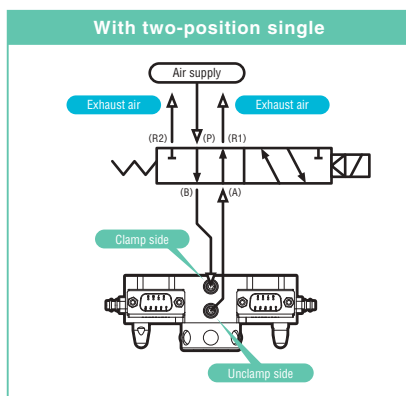 With two-position single
Air supply
Exhaust air
Exhaust air
(R2)
(P)
(R1)
(B)
(A)
Clamp side
Unclamp side